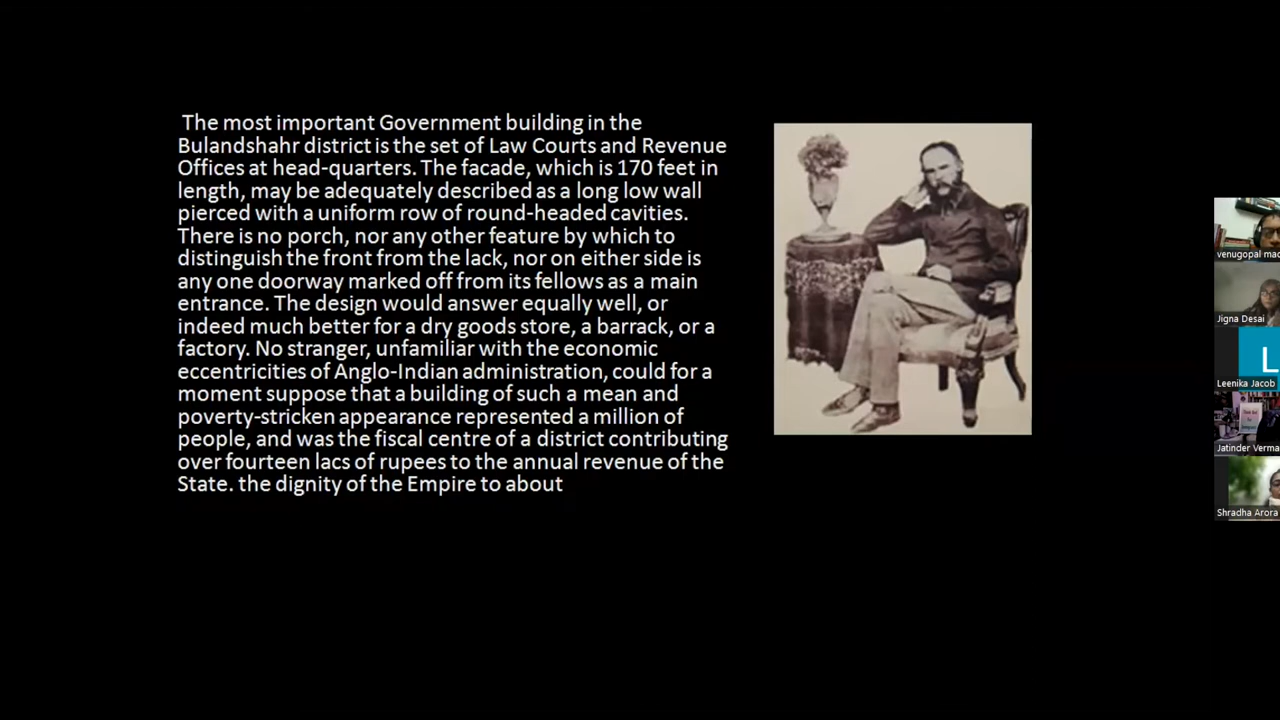 The most important Government building in the
Bulandshahr district is the set of Law Courts and Revenue
Offices at head-quarters. The facade, which is 170 feet in
length, may be adequately described as a long low wall
pierced with a uniform row of round-headed cavities.
There is no porch, nor any other feature by which to
distinguish the front from the lack, nor on either side is
any one doorway marked off from its fellows as a main
entrance. The design would answer equally well, or
indeed much better for a dry goods store, a barrack, or a
factory. No stranger, unfamiliar with the economic
eccentricities of Anglo-Indian administration, could for a
moment suppose that a building of such a mean and
poverty-stricken appearance represented a million of
people, and was the fiscal centre of a district contributing
over fourteen lacs of rupees to the annual revenue of the
State. the dignity of the Empire to about
venugopal mac
Jigna Desai
L
Leenika Jacob
Jatinder Verma
Shradha Arora